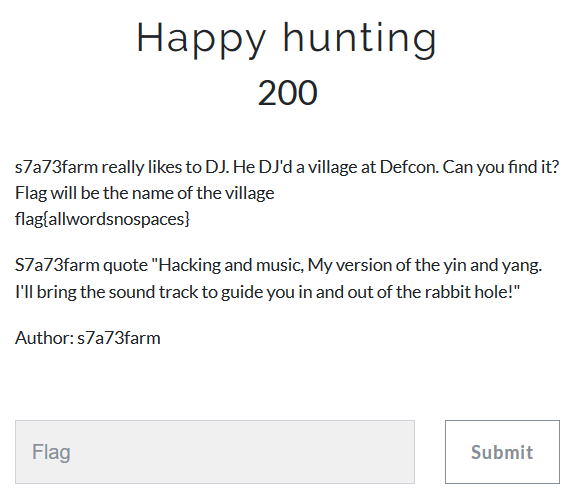 Happy hunting
200
s7a73farm really likes to DJ. He DJ'd a village at Defcon. Can you find it?
Flag will be the name of the village
flag{allwordsnospaces}
S7a73farm quote "Hacking and music, My version of the yin and yang.
I'll bring the sound track to guide you in and out of the rabbit hole!"
Author: s7a73farm
Flag
Submit